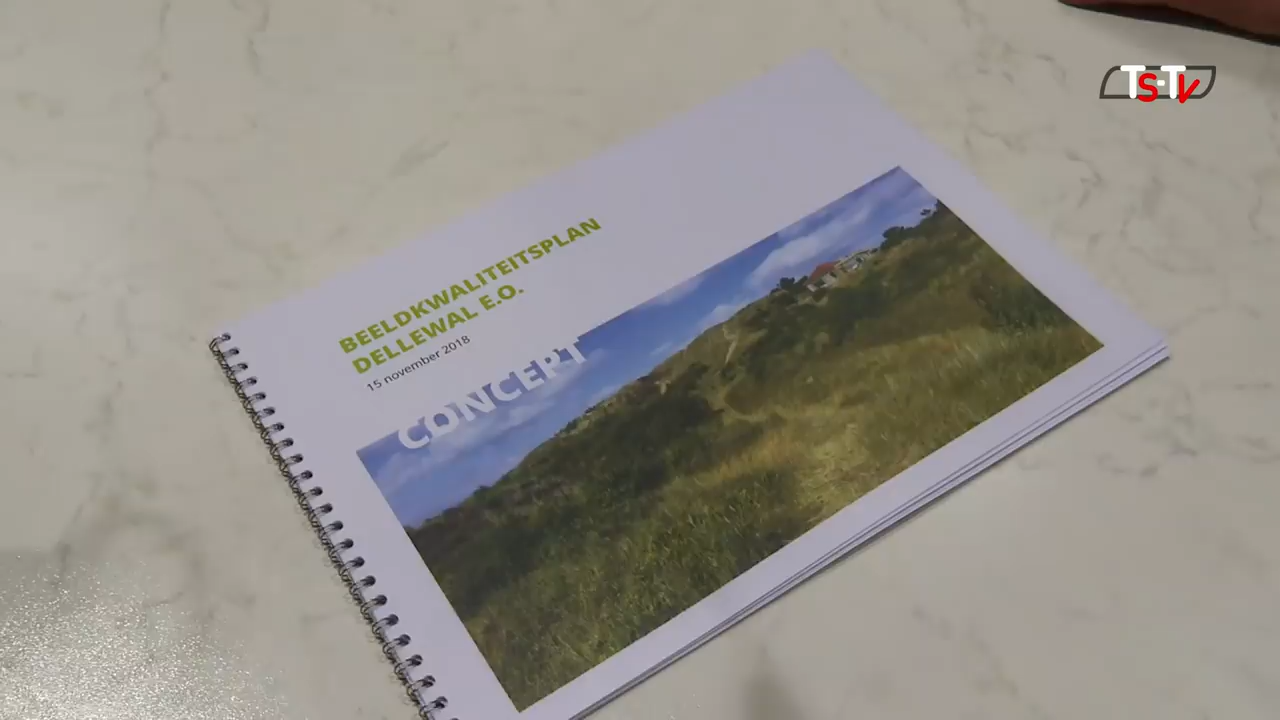 TS-TV
BEELDKWALITEITSPLAN
DELLEWAL E.O.
15 november 2018
CONCEPT